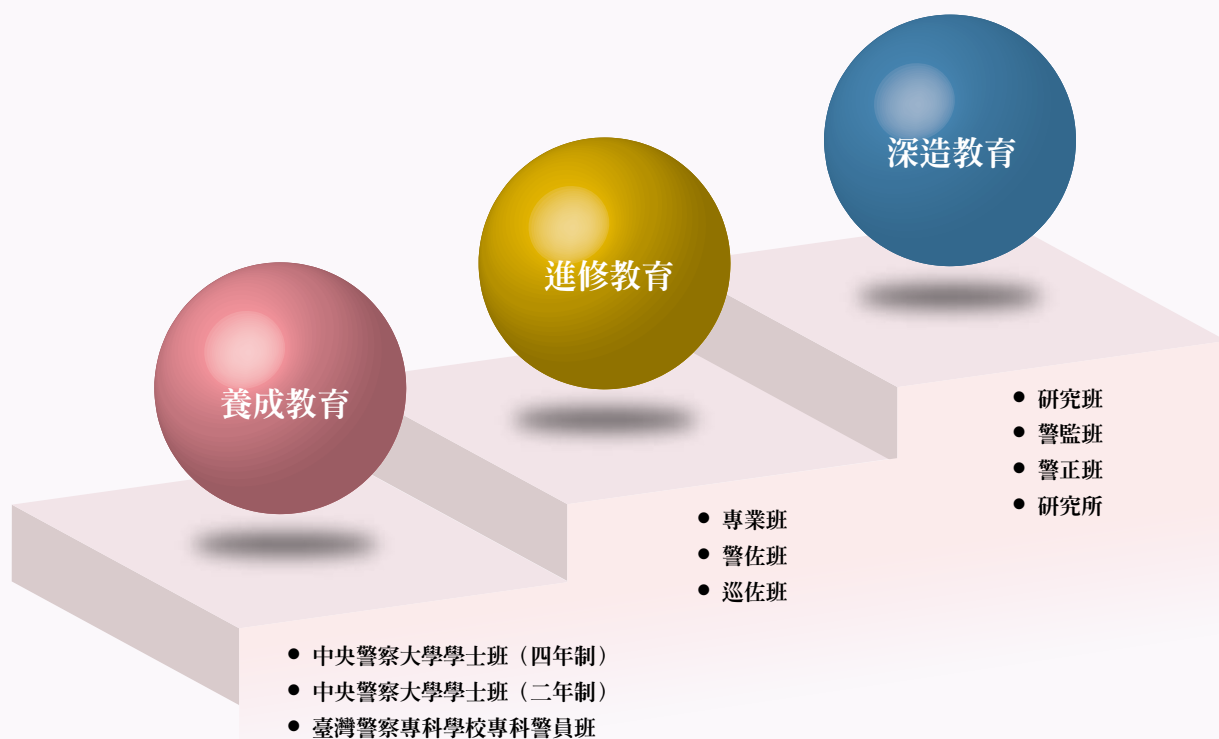 深造教育
進修教育
養成教育
研究班
警監班
警正班
研究所
專業班
警佐班
巡佐班
中央警察大學學士班（四年制）
中央警察大學學士班（二年制）
臺灣警察專科學校專科警員班